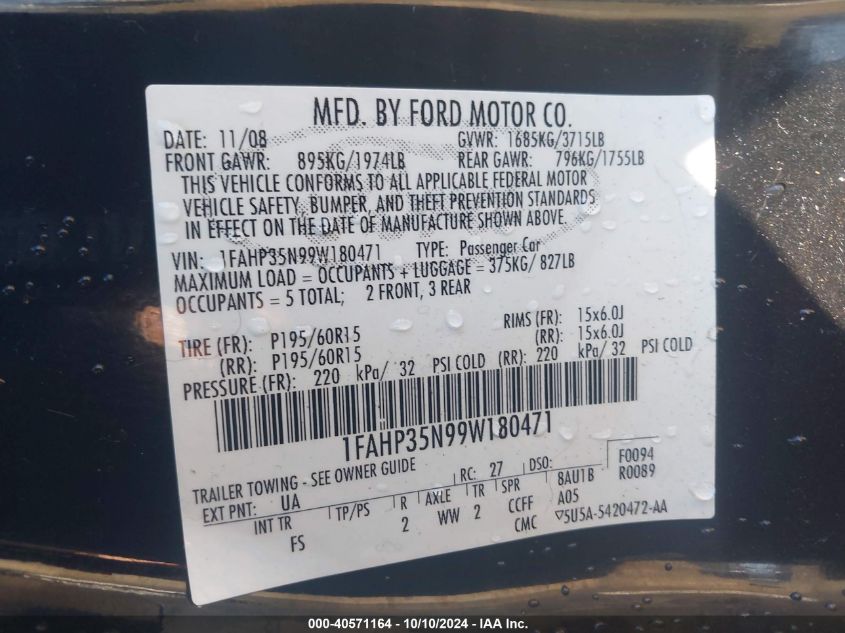 MFD. BY FORD MOTOR CO.
DATE: 11/08 GVWR: 1685KG/3715LB
FRONT GAWR: 895KG/1974LB REAR GAWR: 796KG/1755LB
THIS VEHICLE CONFORMS TO ALL APPLICABLE FEDERAL MOTOR
VEHICLE SAFETY, BUMPER, AND THEFT PREVENTION STANDARDS
IN EFFECT ON THE DATE OF MANUFACTURE SHOWN ABOVE.
VIN: 1FAHP35N99W180471 TYPE: Passenger Car
MAXIMUM LOAD = OCCUPANTS + LUGGAGE = 375KG/ 827LB
OCCUPANTS = 5 TOTAL; 2 FRONT, 3 REAR
TIRE (FR): P195/60R15 RIMS (FR): 15x6.0J
(RR): P195/60R15 (RR): 15x6.0J
PRESSURE (FR): 220 kPa/ 32 PSI COLD (RR): 220 kPa/ 32 PSI COLD
1FAHP35N99W180471
TRAILER TOWING - SEE OWNER GUIDE RC: 27 DSO: F0094
EXT PNT: UA 8AU1B R0089
INT TR TP/PS R AXLE TR SPR A05
FS 2 WW 2 CCFF 5U5A-5420472-AA
CMC
000-40571164 - 10/10/2024 - IAA Inc.